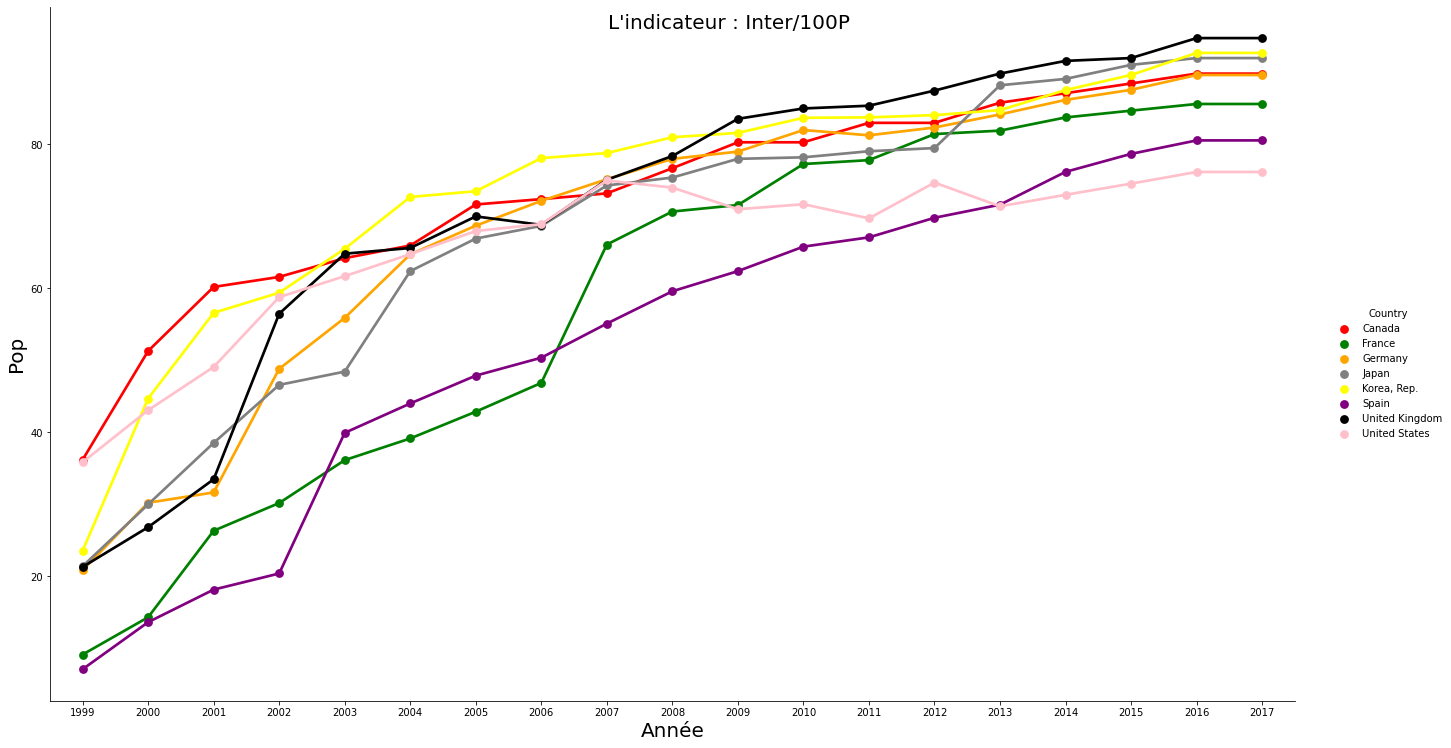 L'indicateur : Inter/100P
Pop
80
60
40
20
1999 2000 2001 2002 2003 2004 2005 2006 2007 2008 2009 2010 2011 2012 2013 2014 2015 2016 2017
Année
Country
Canada
France
Germany
Japan
Korea, Rep.
Spain
United Kingdom
United States